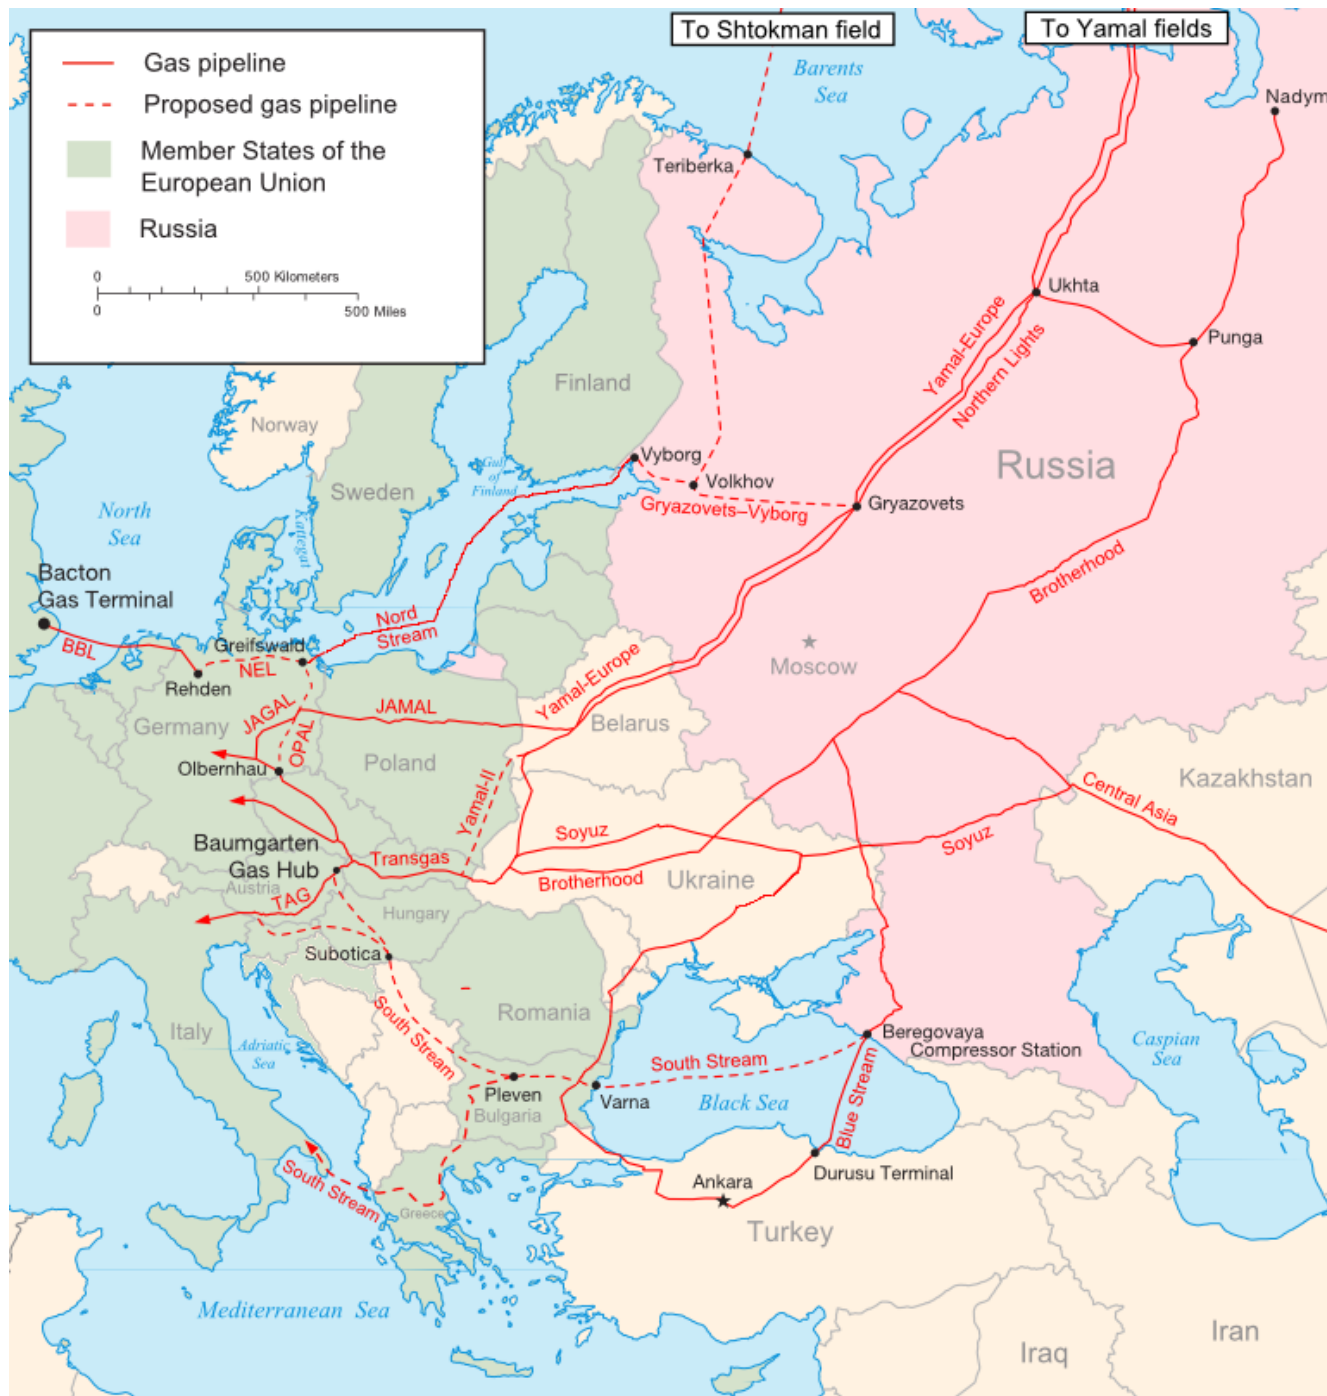 To Shtokman field
To Yamal fields
Gas pipeline
Proposed gas pipeline
Member States of the
European Union
Russia
0
500 Kilometers
0
500 Miles
Barents
Sea
Nadym
Teriberka
Ukhta
Punga
Yamal-Europe
Northern Lights
Finland
Norway
Sweden
Gulf
of
Finland
Vyborg
Volkhov
Gryazovets–Vyborg
Gryazovets
Russia
North
Sea
Kattegat
Bacton
Gas Terminal
BBL
Brotherhood
Nord
Stream
Greifswald
NEL
Rehden
Moscow
Yamal-Europe
Germany
JAGAL
JAMAL
OPAL
Belarus
Olbernhau
Poland
Yamal-II
Kazakhstan
Central Asia
Baumgarten
Gas Hub
Transgas
Soyuz
Soyuz
Brotherhood
Ukraine
Austria
TAG
Hungary
Subotica
South Stream
Romania
Italy
Adriatic
Sea
Beregovaya
Compressor Station
Caspian
Sea
South Stream
Blue Stream
Pleven
Varna
Bulgaria
Black Sea
South Stream
Ankara
Durusu Terminal
Greece
Turkey
Mediterranean Sea
Iraq
Iran